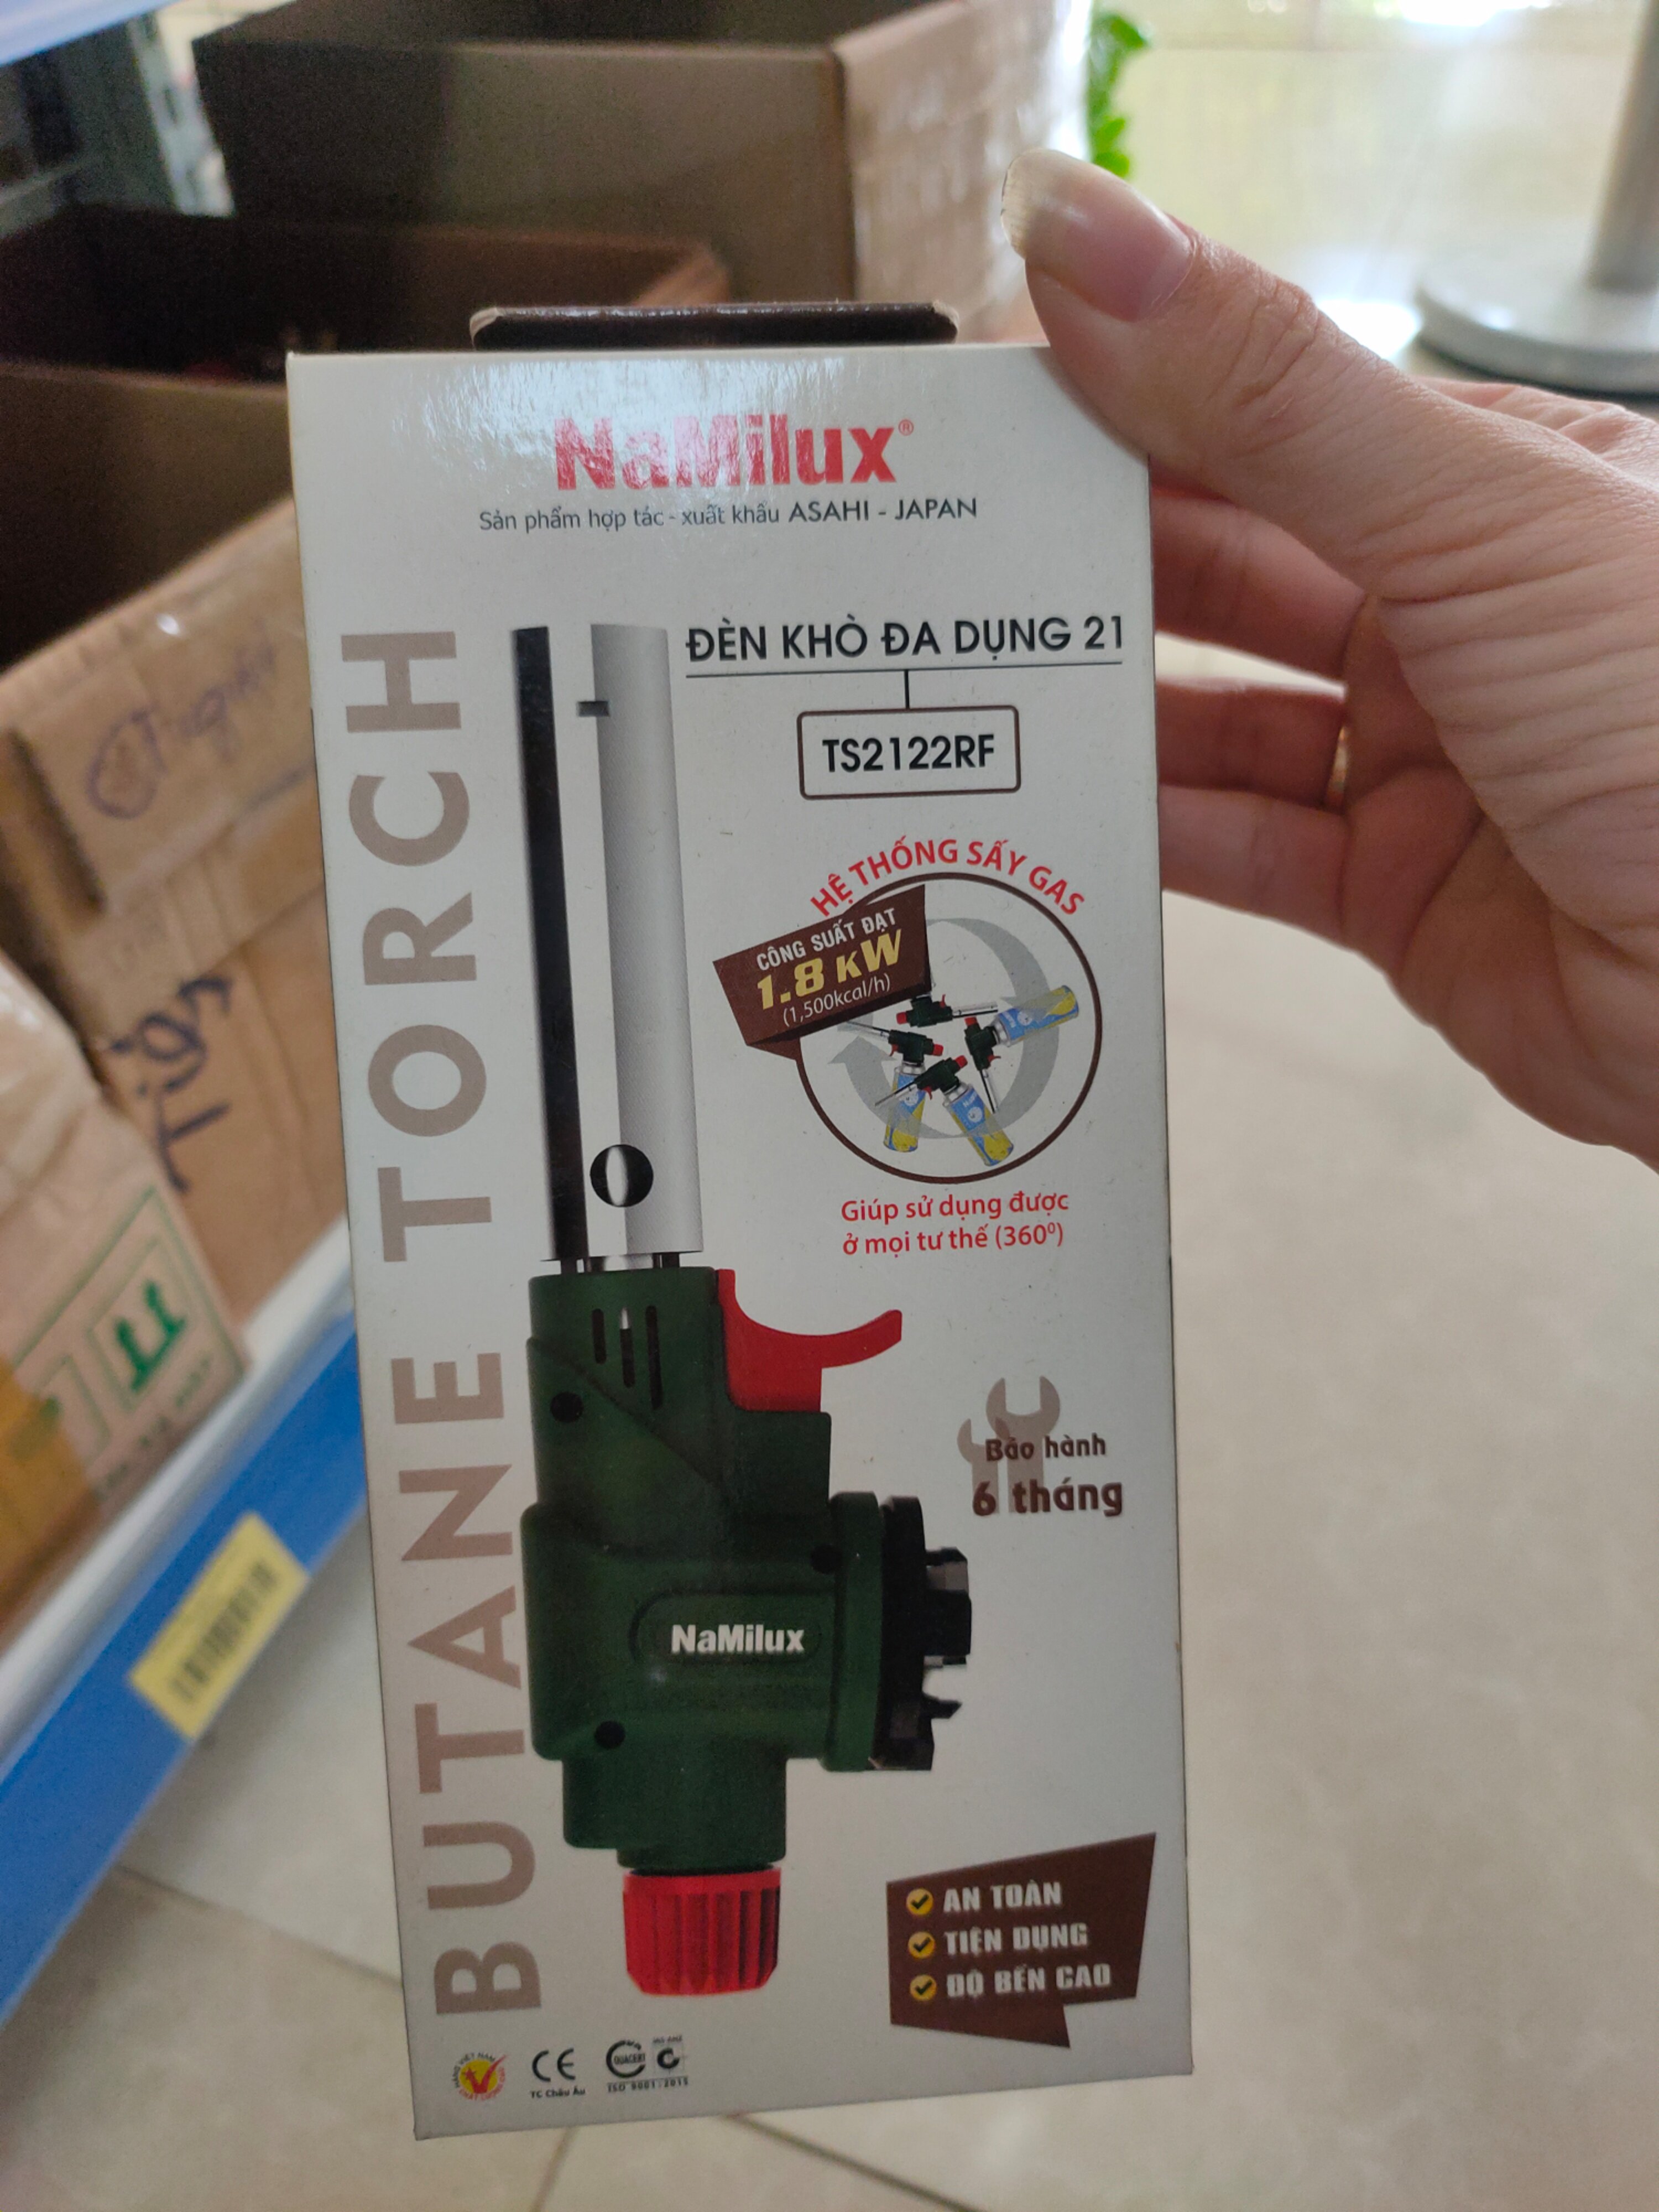 NaMilux®
Sản phẩm hợp tác - xuất khẩu ASAHI - JAPAN
BUTANE TORCH
ĐÈN KHÒ ĐA DỤNG 21
TS2122RF
HỆ THỐNG SẤY GAS
CÔNG SUẤT ĐẠT
1.8 KW
(1,500kcal/h)
Giúp sử dụng được
ở mọi tư thế (360⁰)
Bảo hành
6 tháng
NaMilux
AN TOÀN
TIỆN DỤNG
ĐỘ BỀN CAO
CE
TC Châu Âu
QUACERT
ISO 9001:2015